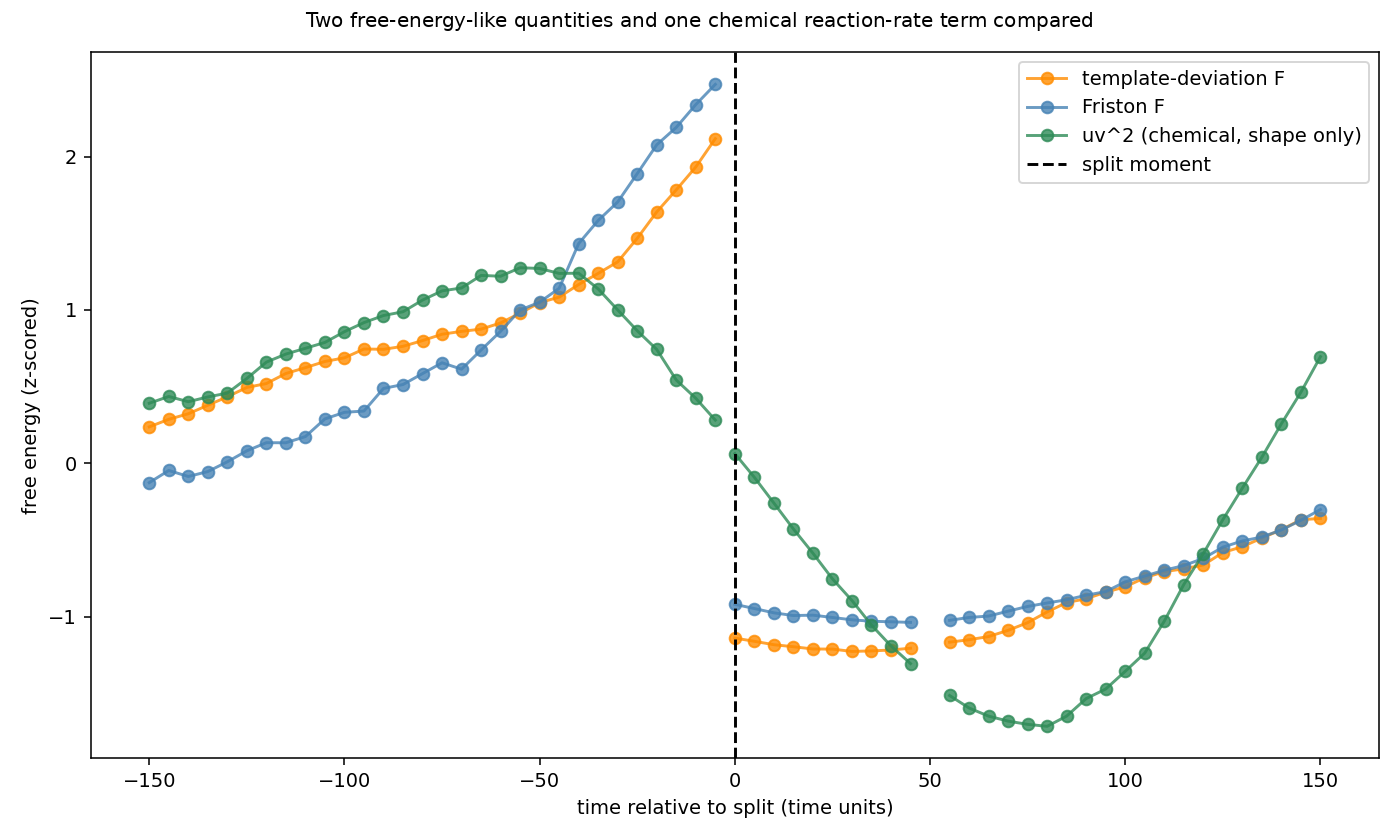 Two free-energy-like quantities and one chemical reaction-rate term compared
template-deviation F
Friston F
uv^2 (chemical, shape only)
split moment
free energy (z-scored)
2
1
0
−1
−150
−100
−50
0
50
100
150
time relative to split (time units)